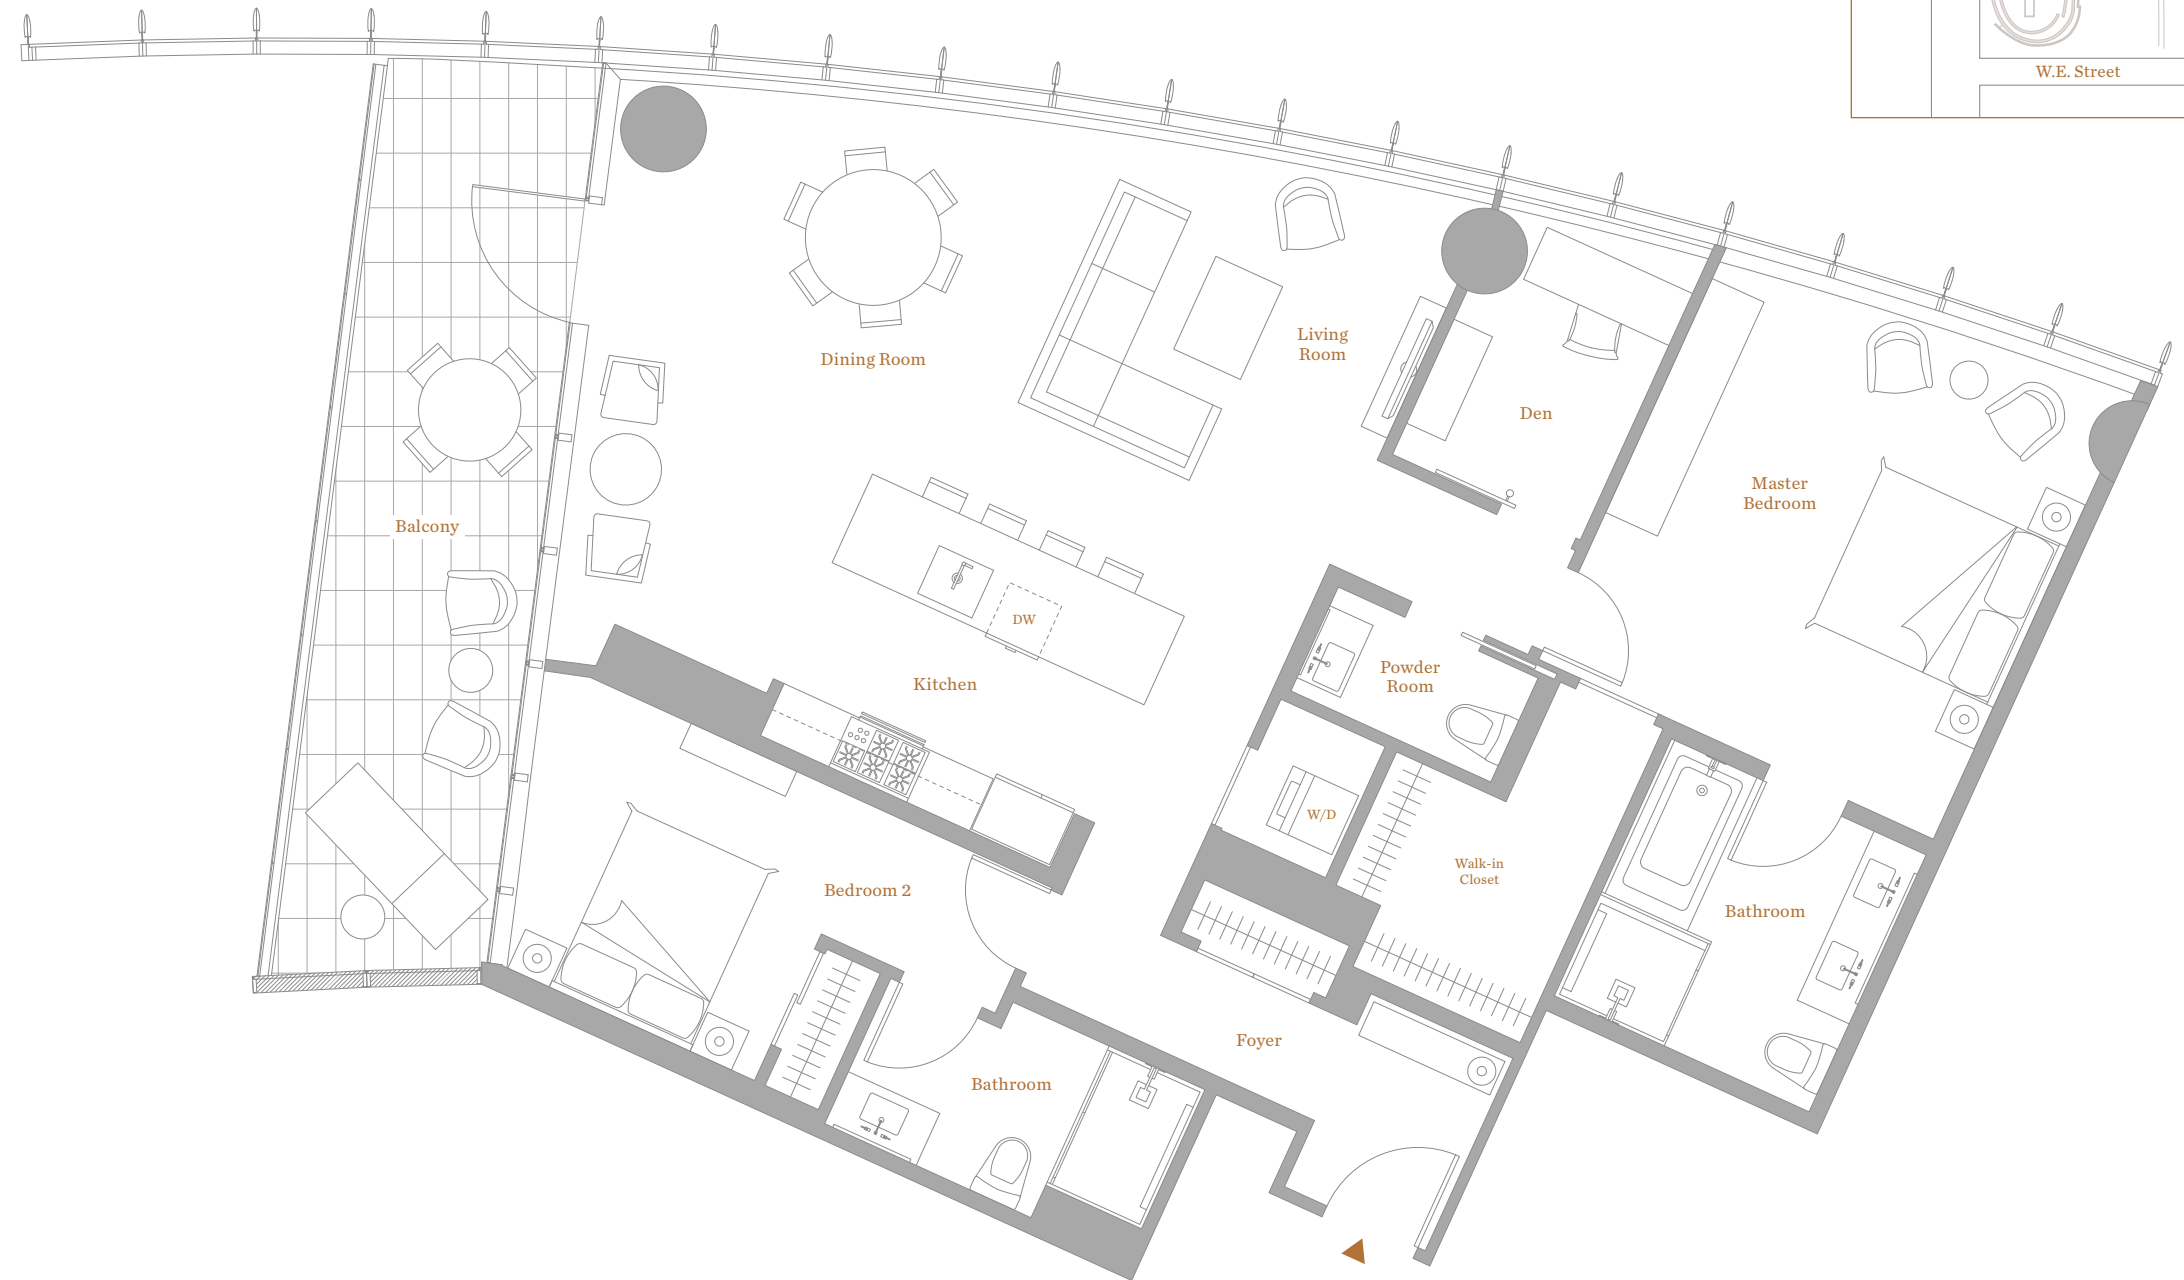 W.E. Street
Living
Room
Dining Room
Den
Master
Bedroom
Balcony
DW
Kitchen
Powder
Room
W/D
Walk-in
Closet
Bedroom 2
Bathroom
Foyer
Bathroom